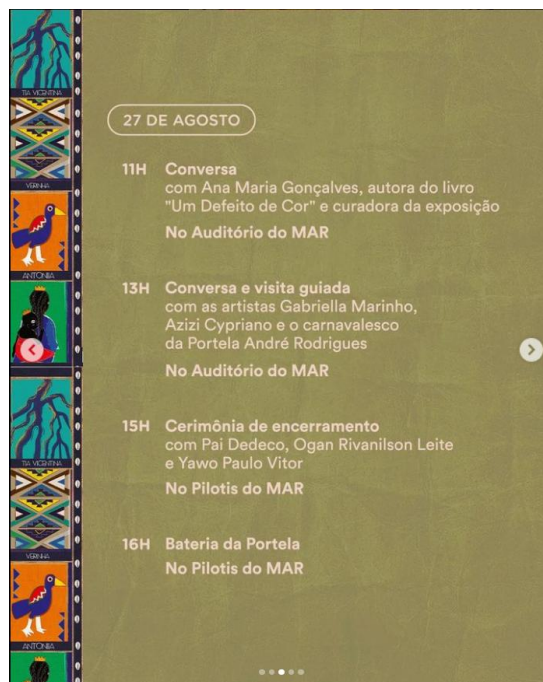 TIA VICENTINA
27 DE AGOSTO
11H Conversa
com Ana Maria Gonçalves, autora do livro
"Um Defeito de Cor" e curadora da exposição
No Auditório do MAR
VERINHA
ANTONIA
13H Conversa e visita guiada
com as artistas Gabriella Marinho,
Azizi Cypriano e o carnavalesco
da Portela André Rodrigues
No Auditório do MAR
15H Cerimônia de encerramento
com Pai Dedeco, Ogan Rivanilson Leite
e Yawo Paulo Vitor
No Pilotis do MAR
TIA VICENTINA
16H Bateria da Portela
No Pilotis do MAR
VERINHA
ANTONIA